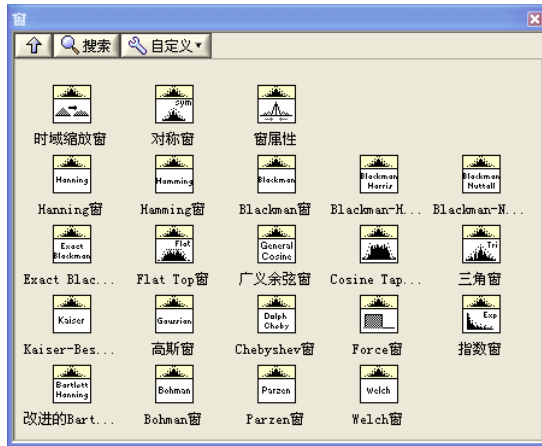 窗
搜索 自定义
sym
时域缩放窗 对称窗 窗属性
Hanning Hamming Blackman Blackman Harris Blackman Nuttall
Hanning窗 Hamming窗 Blackman窗 Blackman-H... Blackman-N...
Exact Blackman Flat General Cosine Tri
Exact Blac... Flat Top窗 广义余弦窗 Cosine Tap... 三角窗
Kaiser Gaussian Dolph Cheby Exp
Kaiser-Bes... 高斯窗 Chebyshev窗 Force窗 指数窗
Bartlett Hanning Bohman Parzen Welch
改进的Bart... Bohman窗 Parzen窗 Welch窗